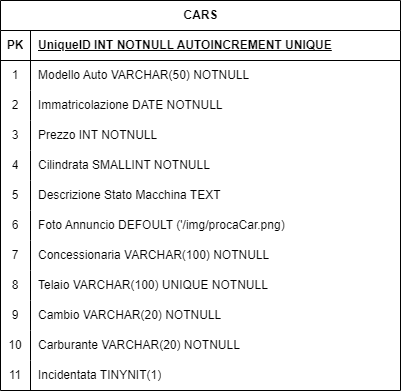 CARS
PK UniqueID INT NOTNULL AUTOINCREMENT UNIQUE
1 Modello Auto VARCHAR(50) NOTNULL
2 Immatricolazione DATE NOTNULL
3 Prezzo INT NOTNULL
4 Cilindrata SMALLINT NOTNULL
5 Descrizione Stato Macchina TEXT
6 Foto Annuncio DEFOULT ('/img/procaCar.png)
7 Concessionaria VARCHAR(100) NOTNULL
8 Telaio VARCHAR(100) UNIQUE NOTNULL
9 Cambio VARCHAR(20) NOTNULL
10 Carburante VARCHAR(20) NOTNULL
11 Incidentata TINYNIT(1)